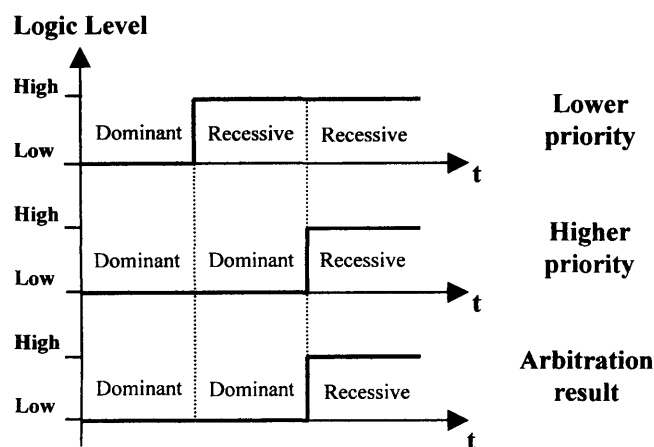 Logic Level
High
Dominant Recessive Recessive
Low
t
Lower
priority
High
Dominant Dominant Recessive
Low
t
Higher
priority
High
Dominant Dominant Recessive
Low
t
Arbitration
result